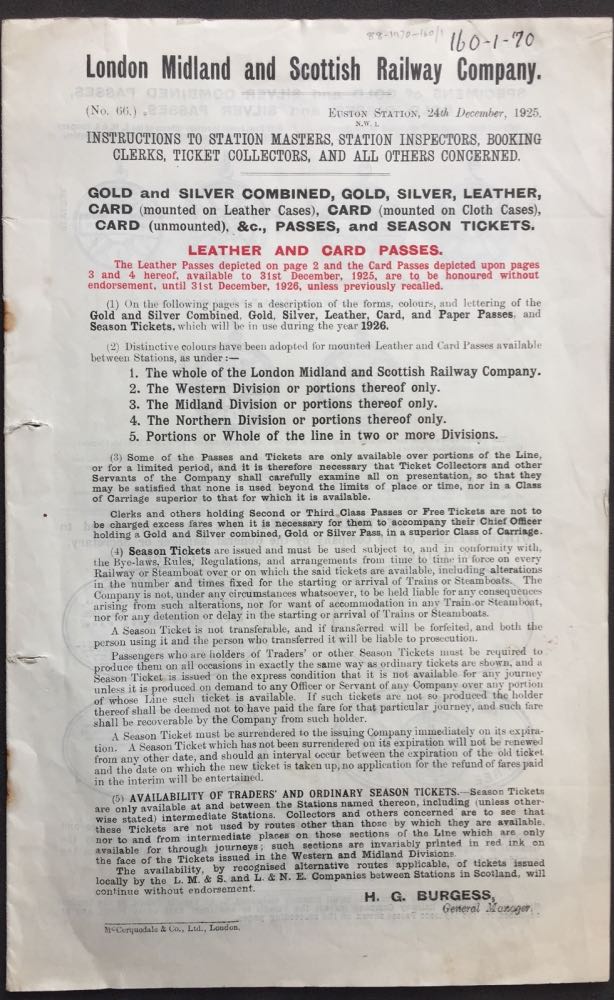 88-1970-160/1
160-1-70
London Midland and Scottish Railway Company.
(No. 66.)
EUSTON STATION, 24th December, 1925.
N.W. 1.
INSTRUCTIONS TO STATION MASTERS, STATION INSPECTORS, BOOKING
CLERKS, TICKET COLLECTORS, AND ALL OTHERS CONCERNED.
GOLD and SILVER COMBINED, GOLD, SILVER, LEATHER,
CARD (mounted on Leather Cases), CARD (mounted on Cloth Cases),
CARD (unmounted), &c., PASSES, and SEASON TICKETS.
LEATHER AND CARD PASSES.
The Leather Passes depicted on page 2 and the Card Passes depicted upon pages
3 and 4 hereof, available to 31st December, 1925, are to be honoured without
endorsement, until 31st December, 1926, unless previously recalled.
(1) On the following pages is a description of the forms, colours, and lettering of the
Gold and Silver Combined, Gold, Silver, Leather, Card, and Paper Passes, and
Season Tickets, which will be in use during the year 1926.
(2) Distinctive colours have been adopted for mounted Leather and Card Passes available
between Stations, as under :—
1. The whole of the London Midland and Scottish Railway Company.
2. The Western Division or portions thereof only.
3. The Midland Division or portions thereof only.
4. The Northern Division or portions thereof only.
5. Portions or Whole of the line in two or more Divisions.
(3) Some of the Passes and Tickets are only available over portions of the Line,
or for a limited period, and it is therefore necessary that Ticket Collectors and other
Servants of the Company shall carefully examine all on presentation, so that they
may be satisfied that none is used beyond the limits of place or time, nor in a Class
of Carriage superior to that for which it is available.
Clerks and others holding Second or Third Class Passes or Free Tickets are not to
be charged excess fares when it is necessary for them to accompany their Chief Officer
holding a Gold and Silver combined, Gold or Silver Pass, in a superior Class of Carriage.
(4) Season Tickets are issued and must be used subject to, and in conformity with,
the Bye-laws, Rules, Regulations, and arrangements from time to time in force on every
Railway or Steamboat over or on which the said tickets are available, including alterations
in the number and times fixed for the starting or arrival of Trains or Steamboats. The
Company is not, under any circumstances whatsoever, to be held liable for any consequences
arising from such alterations, nor for want of accommodation in any Train or Steamboat,
nor for any detention or delay in the starting or arrival of Trains or Steamboats.
A Season Ticket is not transferable, and if transferred will be forfeited, and both the
person using it and the person who transferred it will be liable to prosecution.
Passengers who are holders of Traders' or other Season Tickets must be required to
produce them on all occasions in exactly the same way as ordinary tickets are shown, and a
Season Ticket is issued on the express condition that it is not available for any journey
unless it is produced on demand to any Officer or Servant of any Company over any portion
of whose Line such ticket is available. If such tickets are not so produced the holder
thereof shall be deemed not to have paid the fare for that particular journey, and such fare
shall be recoverable by the Company from such holder.
A Season Ticket must be surrendered to the issuing Company immediately on its expira-
tion. A Season Ticket which has not been surrendered on its expiration will not be renewed
from any other date, and should an interval occur between the expiration of the old ticket
and the date on which the new ticket is taken up, no application for the refund of fares paid
in the interim will be entertained.
(5) AVAILABILITY OF TRADERS' AND ORDINARY SEASON TICKETS.—Season Tickets
are only available at and between the Stations named thereon, including (unless other-
wise stated) intermediate Stations. Collectors and others concerned are to see that
these Tickets are not used by routes other than those by which they are available,
nor to and from intermediate places on those sections of the Line which are only
available for through journeys; such sections are invariably printed in red ink on
the face of the Tickets issued in the Western and Midland Divisions.
The availability, by recognised alternative routes applicable, of tickets issued
locally by the L. M. & S. and L. & N. E. Companies between Stations in Scotland, will
continue without endorsement.
H. G. BURGESS,
General Manager.
McCorquodale & Co., Ltd., London.